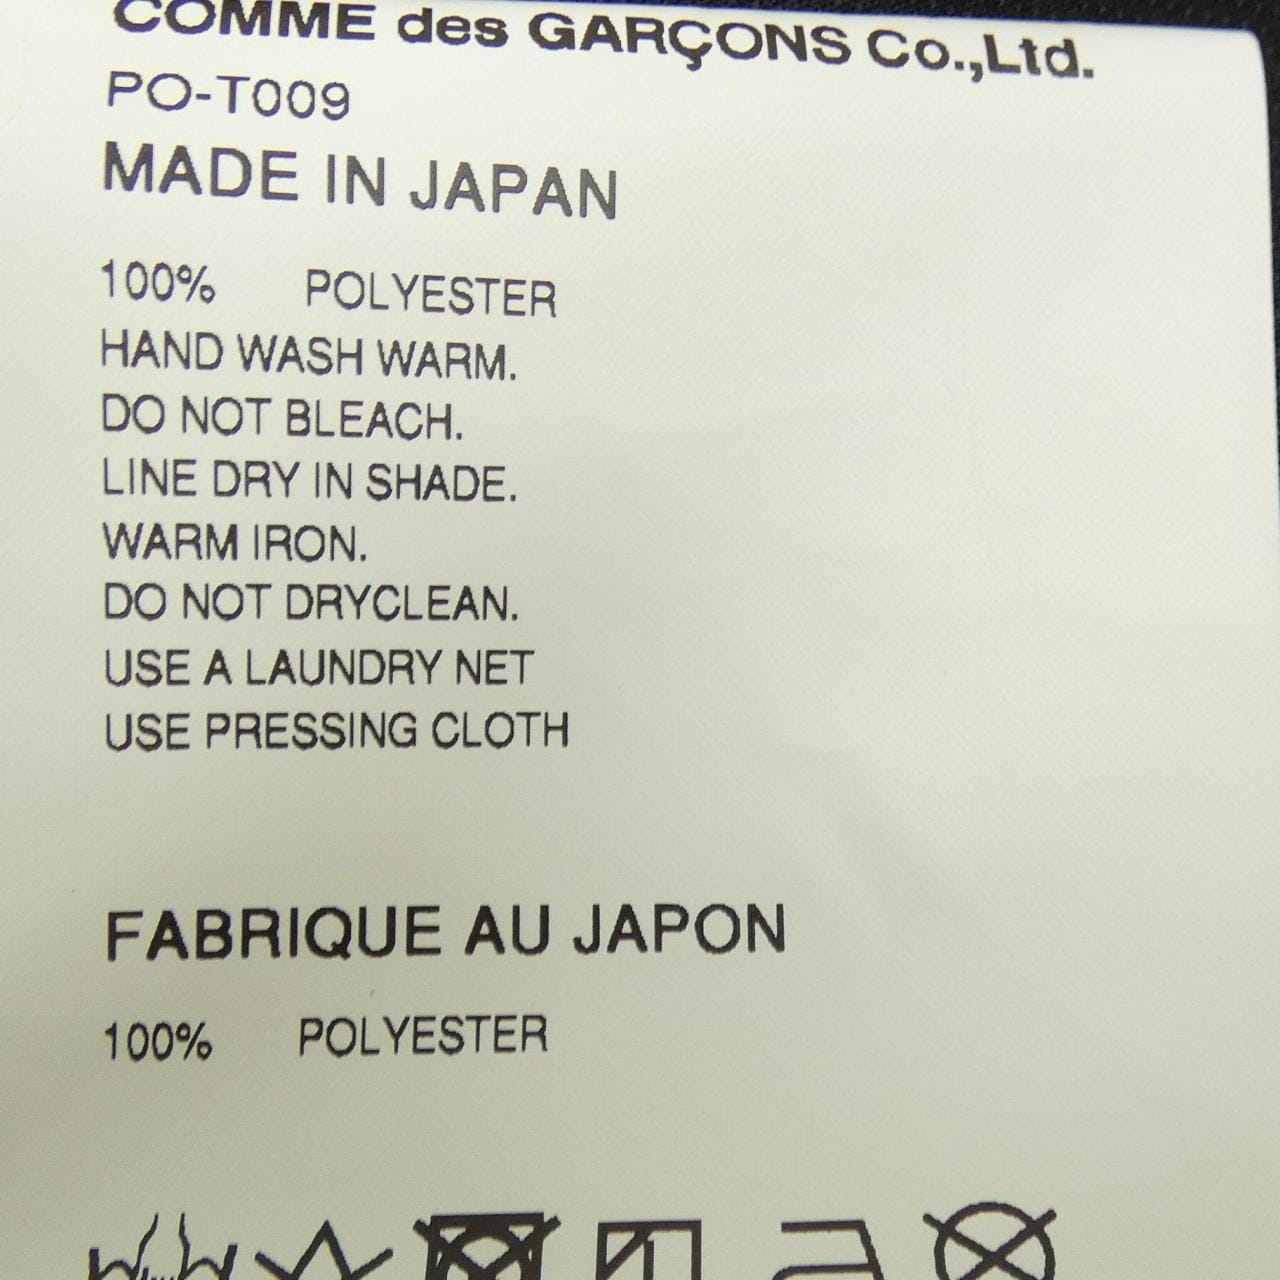 COMME des GARÇONS Co.,Ltd.
PO-T009
MADE IN JAPAN
100% POLYESTER
HAND WASH WARM.
DO NOT BLEACH.
LINE DRY IN SHADE.
WARM IRON.
DO NOT DRYCLEAN.
USE A LAUNDRY NET
USE PRESSING CLOTH
FABRIQUE AU JAPON
100% POLYESTER